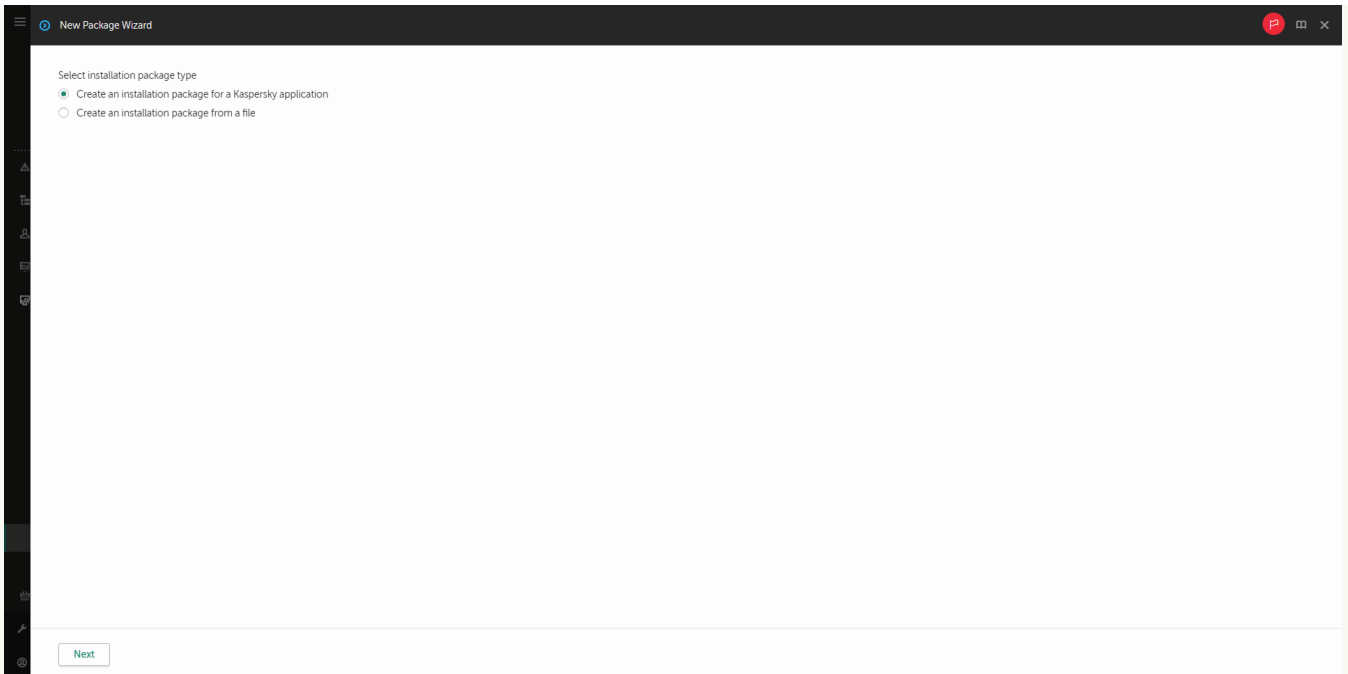 New Package Wizard
Select installation package type
Create an installation package for a Kaspersky application
Create an installation package from a file
Next